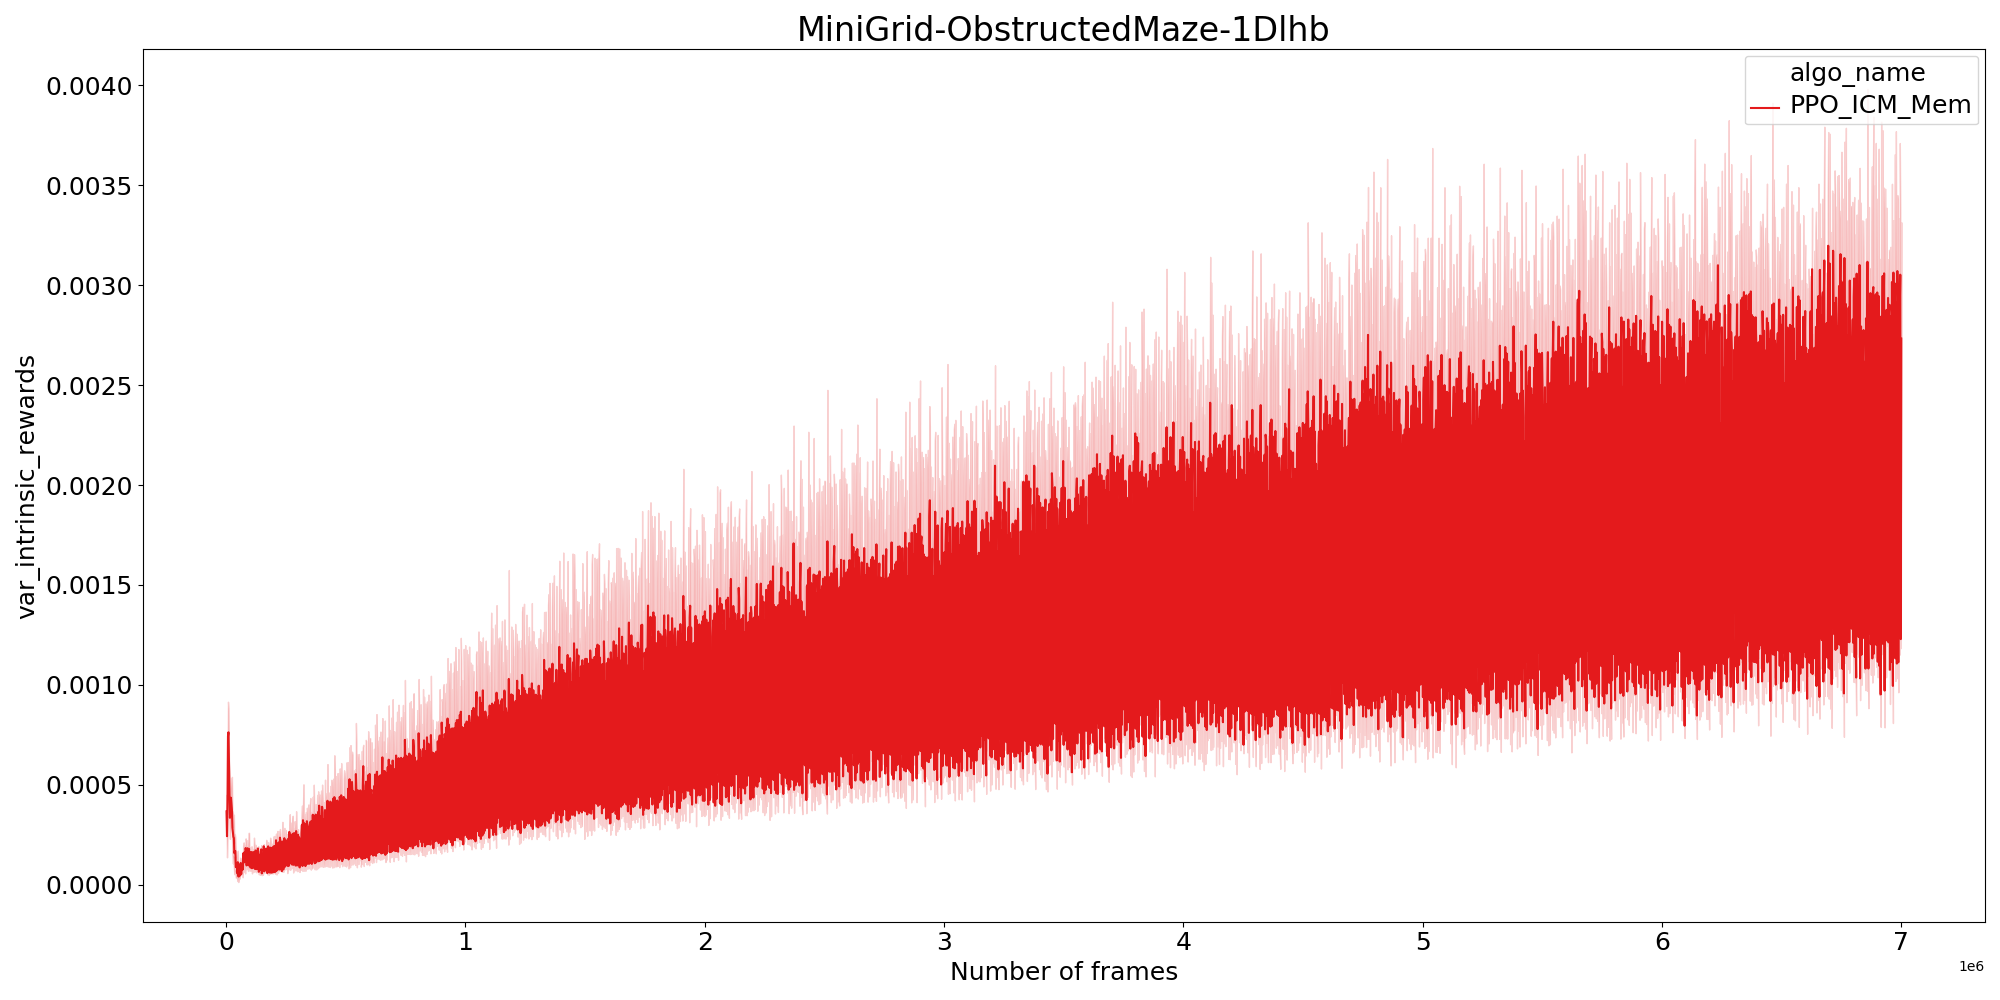 MiniGrid-ObstructedMaze-1Dlhb
algo_name
PPO_ICM_Mem
0.0040
0.0035
0.0030
0.0025
0.0020
0.0015
0.0010
0.0005
0.0000
var_intrinsic_rewards
0 1 2 3 4 5 6 7
1e6
Number of frames